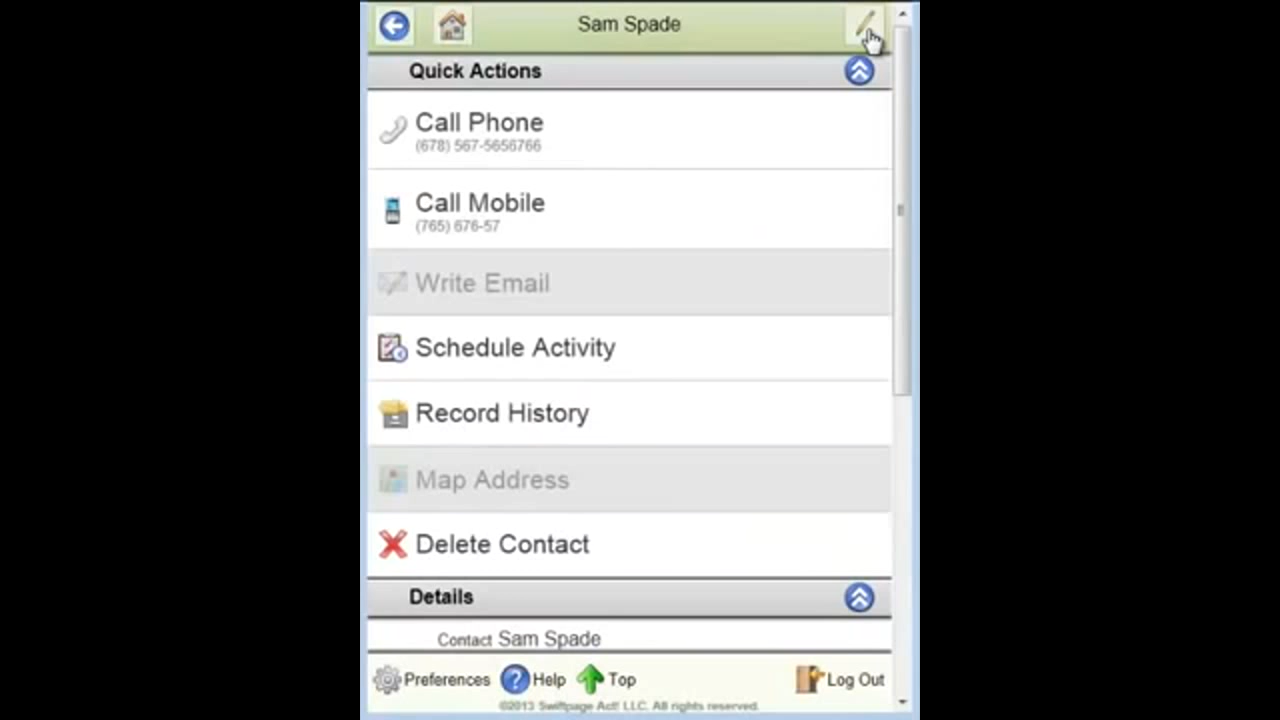 Sam Spade
Quick Actions
Call Phone
(678) 567-5656766
Call Mobile
(765) 676-57
Write Email
Schedule Activity
Record History
Map Address
Delete Contact
Details
Contact Sam Spade
Preferences Help Top Log Out
©2013 Swiftpage Act! LLC. All rights reserved.